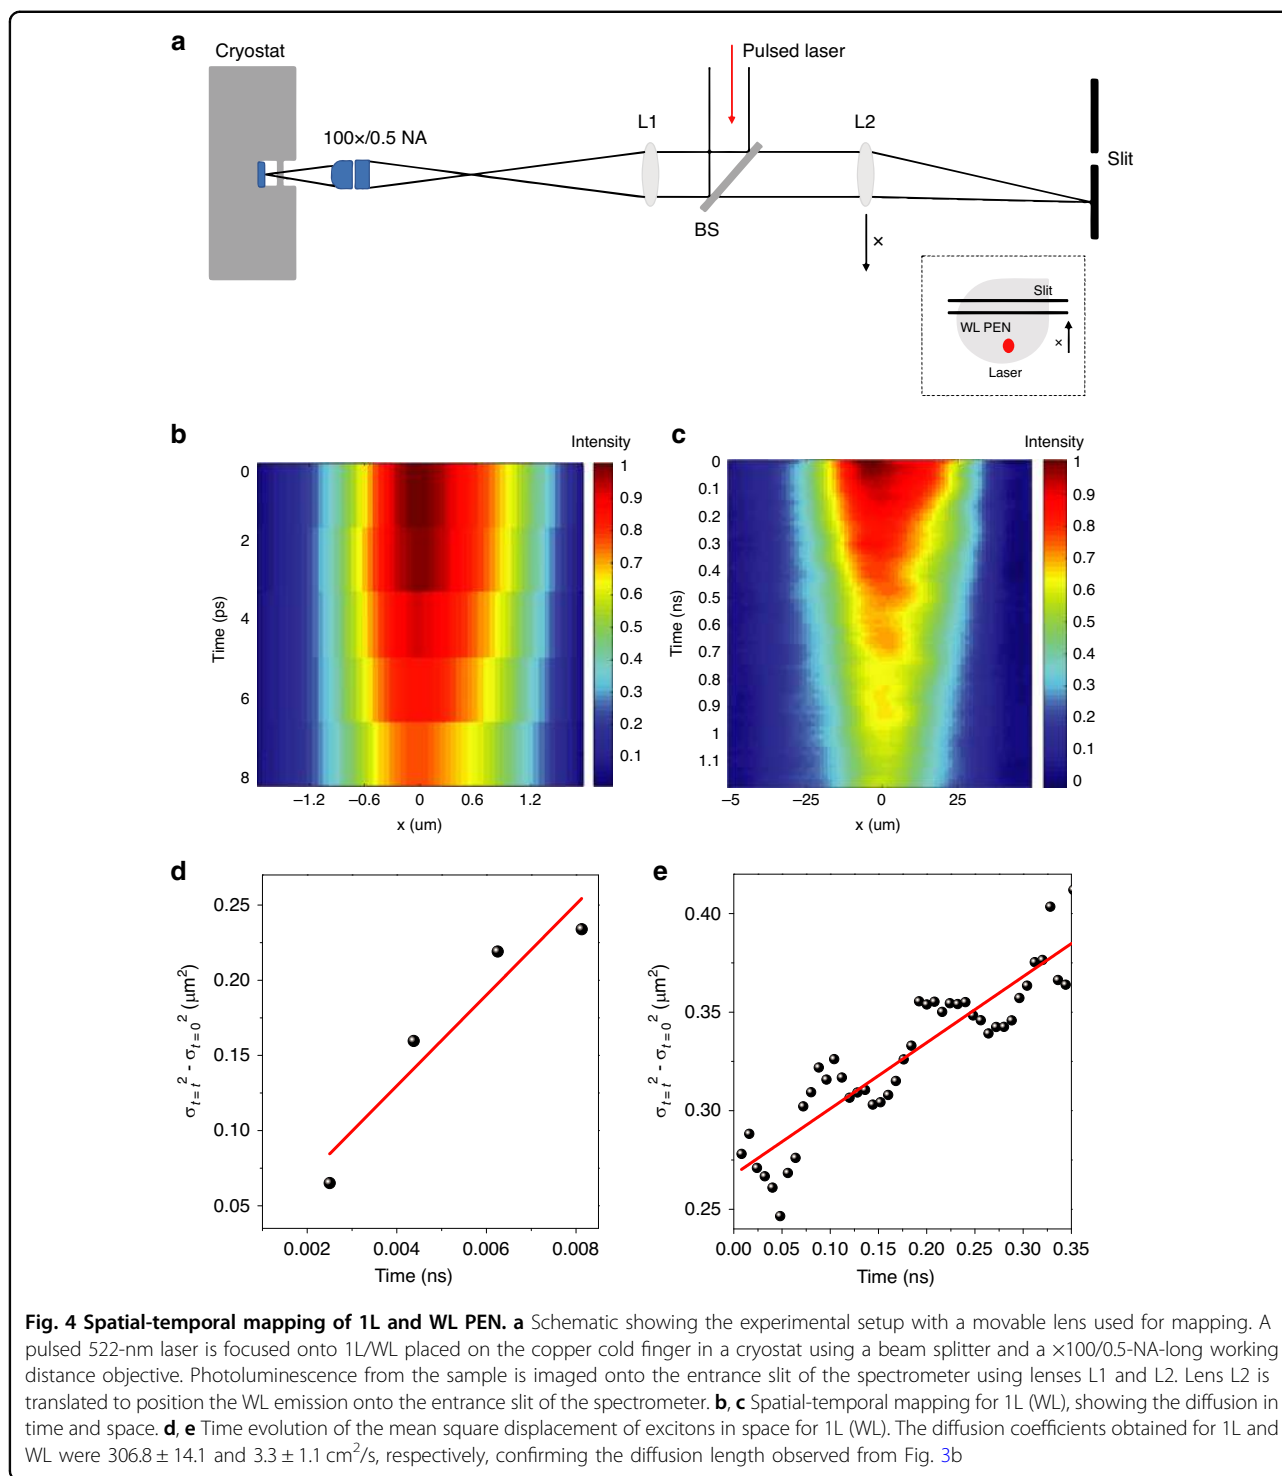 a
Cryostat
Pulsed laser
100×/0.5 NA
L1
L2
Slit
BS
×
Slit
WL PEN
×
Laser
b
Intensity
1
0.9
0.8
0.7
0.6
0.5
0.4
0.3
0.2
0.1
0
2
4
6
8
Time (ps)
−1.2
−0.6
0
0.6
1.2
x (um)
c
Intensity
1
0.9
0.8
0.7
0.6
0.5
0.4
0.3
0.2
0.1
0
0
0.1
0.2
0.3
0.4
0.5
0.6
0.7
0.8
0.9
1
1.1
Time (ns)
−5
−25
0
25
x (um)
d
0.25
0.20
0.15
0.10
0.05
σt=t2 - σt=02 (μm2)
0.002
0.004
0.006
0.008
Time (ns)
e
0.40
0.35
0.30
0.25
σt=t2 - σt=02 (μm2)
0.00
0.05
0.10
0.15
0.20
0.25
0.30
0.35
Time (ns)
Fig. 4 Spatial-temporal mapping of 1L and WL PEN. a Schematic showing the experimental setup with a movable lens used for mapping. A
pulsed 522-nm laser is focused onto 1L/WL placed on the copper cold finger in a cryostat using a beam splitter and a ×100/0.5-NA-long working
distance objective. Photoluminescence from the sample is imaged onto the entrance slit of the spectrometer using lenses L1 and L2. Lens L2 is
translated to position the WL emission onto the entrance slit of the spectrometer. b, c Spatial-temporal mapping for 1L (WL), showing the diffusion in
time and space. d, e Time evolution of the mean square displacement of excitons in space for 1L (WL). The diffusion coefficients obtained for 1L and
WL were 306.8 ± 14.1 and 3.3 ± 1.1 cm2/s, respectively, confirming the diffusion length observed from Fig. 3b